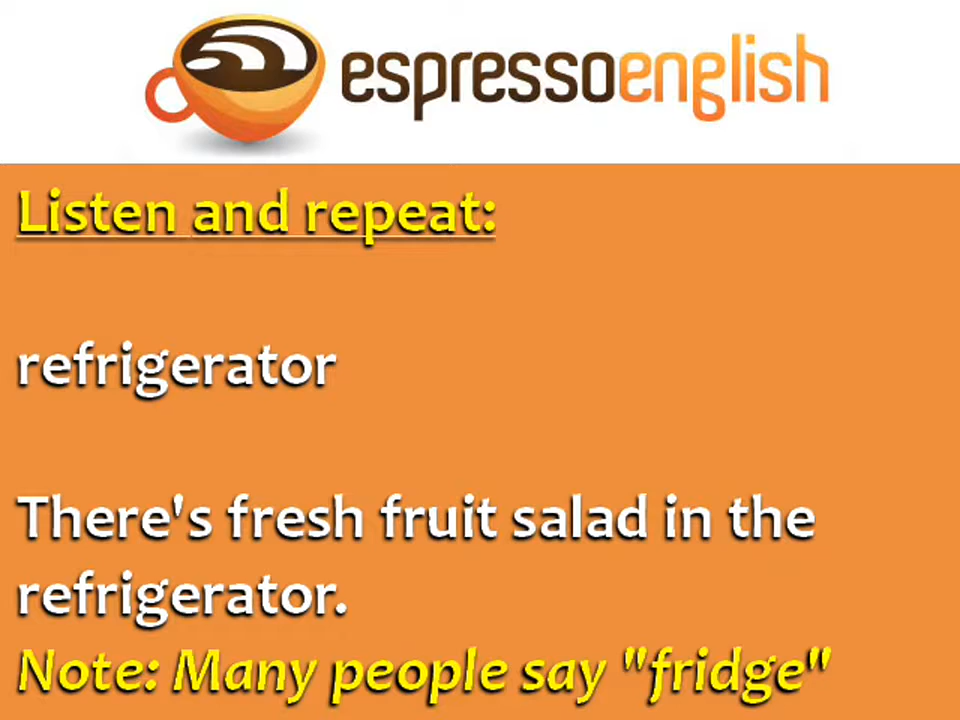 espressoenglish
Listen and repeat:
refrigerator
There's fresh fruit salad in the
refrigerator.
Note: Many people say "fridge"